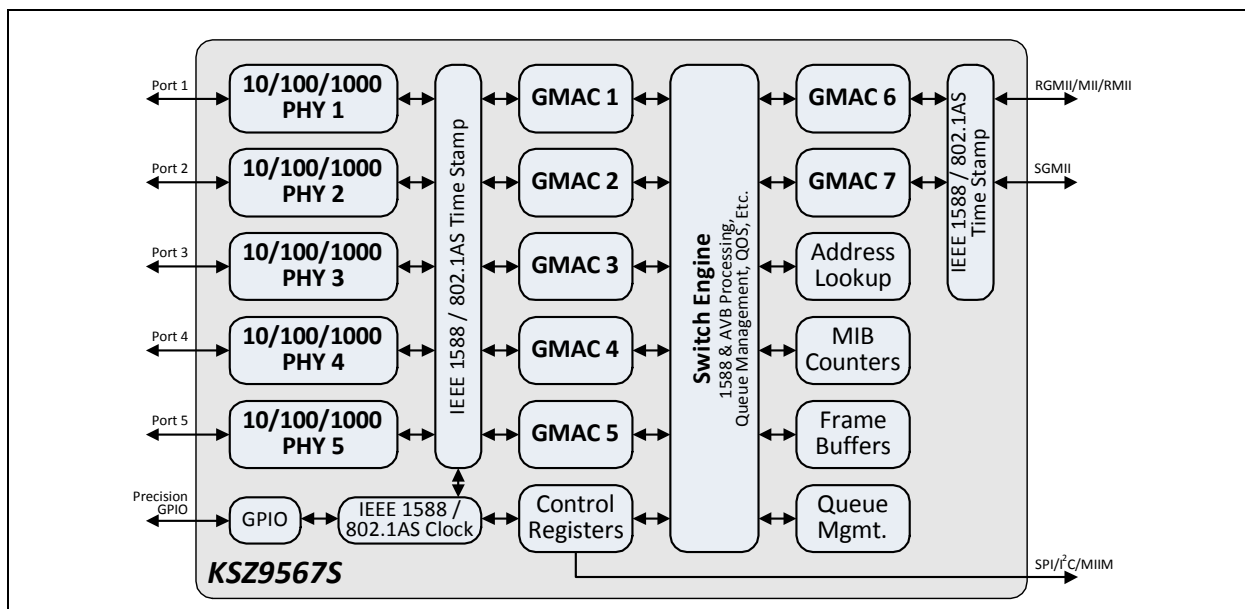 Port 1
10/100/1000
PHY 1
GMAC 1
GMAC 6
RGMII/MII/RMII
Port 2
10/100/1000
PHY 2
GMAC 2
GMAC 7
SGMII
Port 3
10/100/1000
PHY 3
GMAC 3
Address
Lookup
Port 4
10/100/1000
PHY 4
GMAC 4
MIB
Counters
Port 5
10/100/1000
PHY 5
GMAC 5
Frame
Buffers
IEEE 1588 / 802.1AS Time Stamp
Switch Engine
1588 & AVB Processing,
Queue Management, QOS, Etc.
IEEE 1588 / 802.1AS
Time Stamp
Precision
GPIO
GPIO
IEEE 1588 /
802.1AS Clock
Control
Registers
Queue
Mgmt.
KSZ9567S
SPI/I²C/MIIM